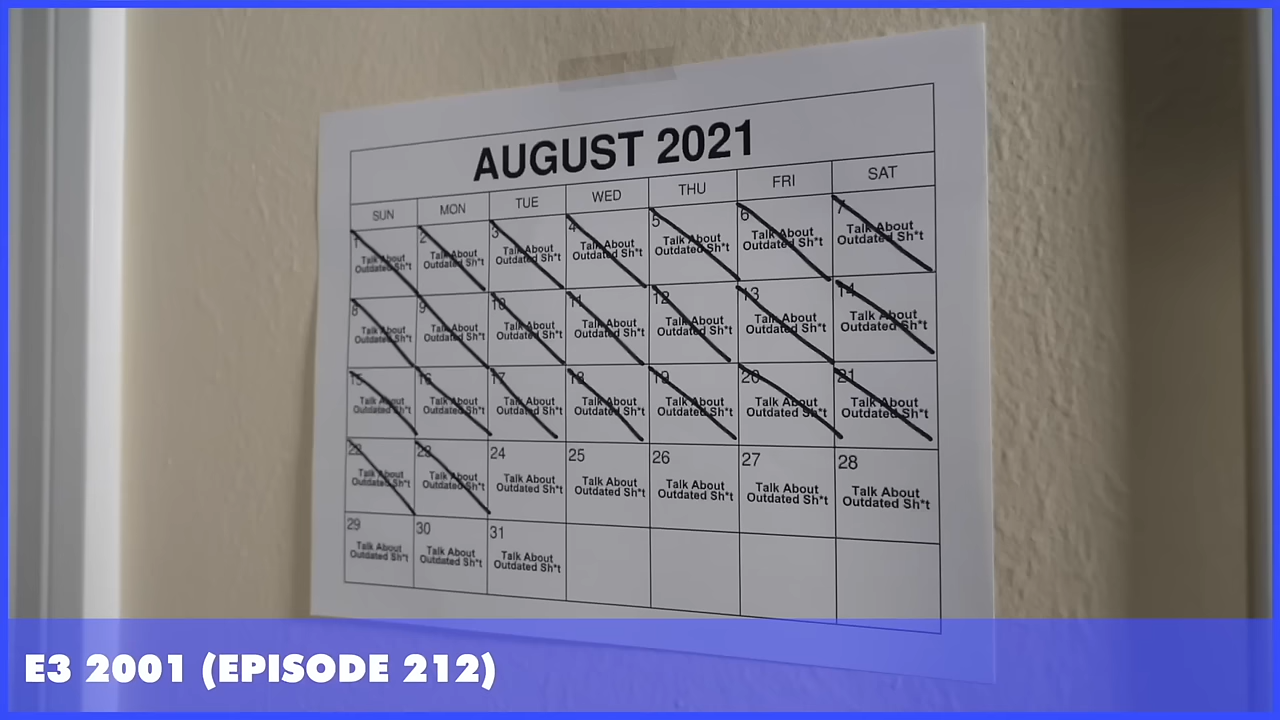 AUGUST 2021
SUN MON TUE WED THU FRI SAT
1 2 3 4 5 6 7
Talk About Talk About Talk About Talk About Talk About Talk About Talk About
Outdated Sh*t Outdated Sh*t Outdated Sh*t Outdated Sh*t Outdated Sh*t Outdated Sh*t Outdated Sh*t
8 9 10 11 12 13 14
Talk About Talk About Talk About Talk About Talk About Talk About Talk About
Outdated Sh*t Outdated Sh*t Outdated Sh*t Outdated Sh*t Outdated Sh*t Outdated Sh*t Outdated Sh*t
15 16 17 18 19 20 21
Talk About Talk About Talk About Talk About Talk About Talk About Talk About
Outdated Sh*t Outdated Sh*t Outdated Sh*t Outdated Sh*t Outdated Sh*t Outdated Sh*t Outdated Sh*t
22 23 24 25 26 27 28
Talk About Talk About Talk About Talk About Talk About Talk About Talk About
Outdated Sh*t Outdated Sh*t Outdated Sh*t Outdated Sh*t Outdated Sh*t Outdated Sh*t Outdated Sh*t
29 30 31
Talk About Talk About Talk About
Outdated Sh*t Outdated Sh*t Outdated Sh*t
E3 2001 (EPISODE 212)